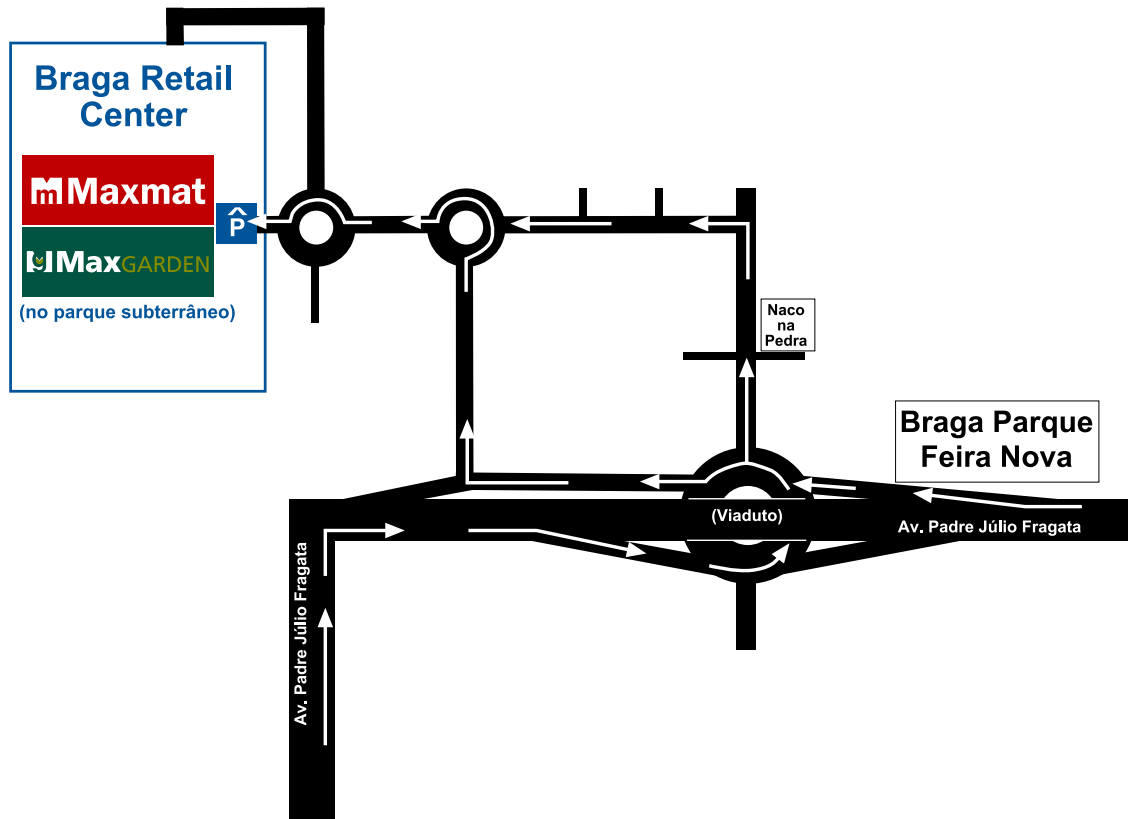 Braga Retail
Center
Maxmat
MaxGARDEN
P
(no parque subterrâneo)
Naco
na
Pedra
Braga Parque
Feira Nova
(Viaduto)
Av. Padre Júlio Fragata
Av. Padre Júlio Fragata